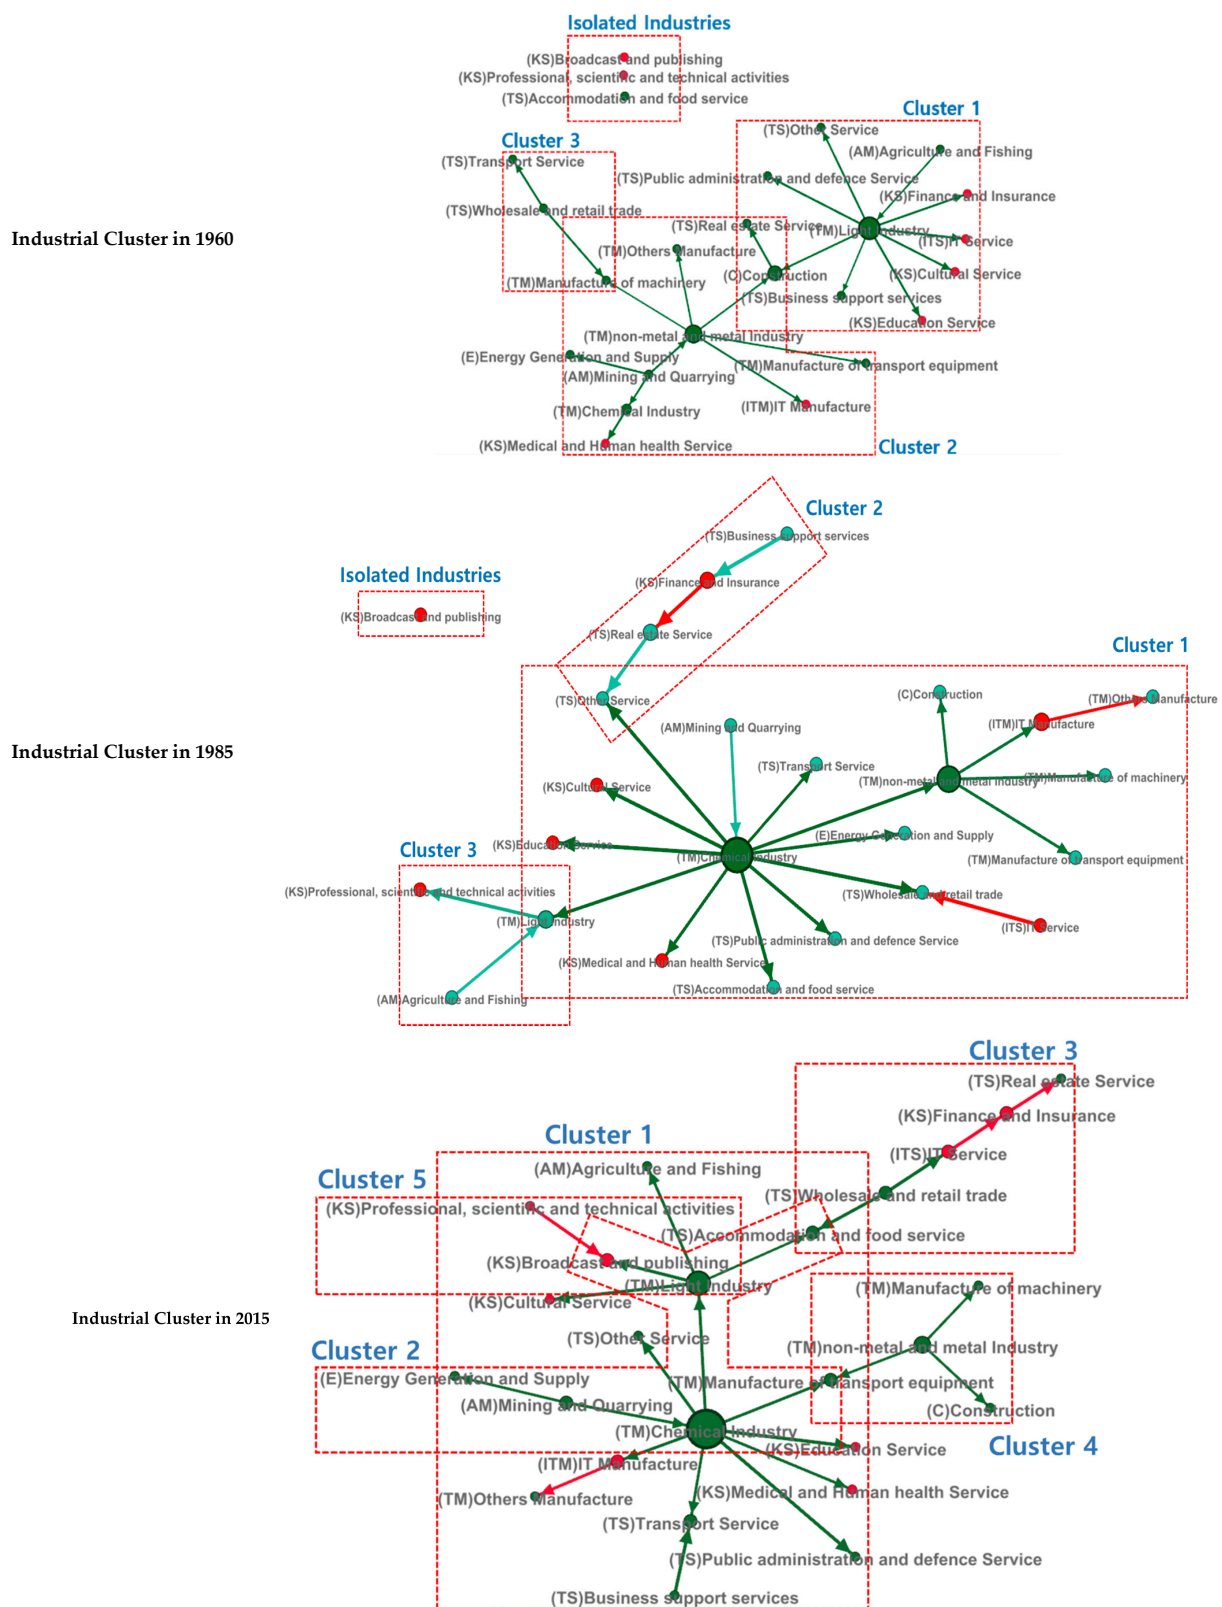 Isolated Industries
(KS)Broadcast and publishing
(KS)Professional, scientific and technical activities
(TS)Accommodation and food service
Cluster 1
(TS)Other Service
Cluster 3
(AM)Agriculture and Fishing
(TS)Transport Service
(TS)Public administration and defence Service
(KS)Finance and Insurance
(TS)Wholesale and retail trade
(TS)Real estate Service
(TM)Light Industry
Industrial Cluster in 1960
(ITS)IT Service
(TM)Others Manufacture
(C)Construction
(KS)Cultural Service
(TM)Manufacture of machinery
(TS)Business support services
(KS)Education Service
(TM)non-metal and metal Industry
(E)Energy Generation and Supply
(TM)Manufacture of transport equipment
(AM)Mining and Quarrying
(ITM)IT Manufacture
(TM)Chemical Industry
(KS)Medical and Human health Service
Cluster 2
Cluster 2
(TS)Business support services
Isolated Industries
(KS)Finance and Insurance
(KS)Broadcast and publishing
(TS)Real estate Service
Cluster 1
(TS)Other Service
(C)Construction
(TM)Others Manufacture
(AM)Mining and Quarrying
(ITM)IT Manufacture
Industrial Cluster in 1985
(TS)Transport Service
(TM)non-metal and metal Industry
(TM)Manufacture of machinery
(KS)Cultural Service
(E)Energy Generation and Supply
(KS)Education Service
Cluster 3
(TM)Chemical Industry
(TM)Manufacture of transport equipment
(KS)Professional, scientific and technical activities
(TS)Wholesale and retail trade
(TM)Light Industry
(ITS)IT Service
(TS)Public administration and defence Service
(KS)Medical and Human health Service
(TS)Accommodation and food service
(AM)Agriculture and Fishing
Cluster 3
(TS)Real estate Service
(KS)Finance and Insurance
Cluster 1
(ITS)IT Service
(AM)Agriculture and Fishing
Cluster 5
(TS)Wholesale and retail trade
(KS)Professional, scientific and technical activities
(TS)Accommodation and food service
(KS)Broadcast and publishing
(TM)Light Industry
(TM)Manufacture of machinery
(KS)Cultural Service
Industrial Cluster in 2015
(TS)Other Service
(TM)non-metal and metal Industry
Cluster 2
(E)Energy Generation and Supply
(TM)Manufacture of transport equipment
(AM)Mining and Quarrying
(C)Construction
(TM)Chemical Industry
Cluster 4
(KS)Education Service
(ITM)IT Manufacture
(KS)Medical and Human health Service
(TM)Others Manufacture
(TS)Transport Service
(TS)Public administration and defence Service
(TS)Business support services